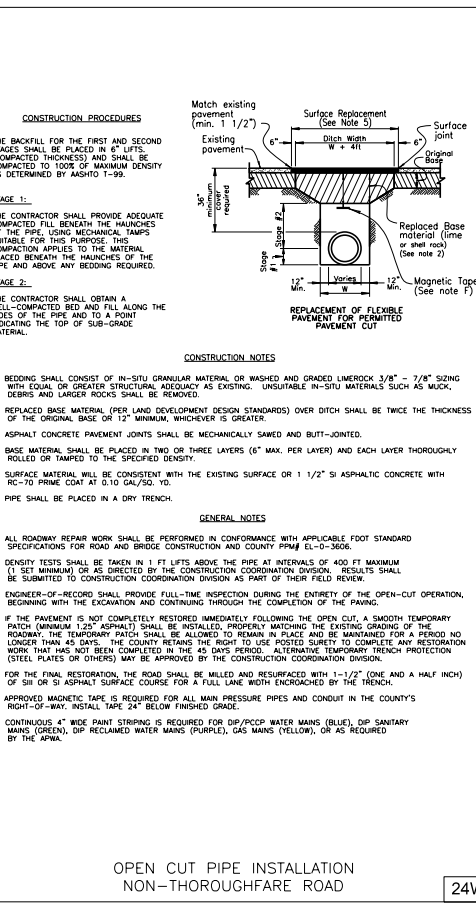 CONSTRUCTION PROCEDURES
BACKFILL FOR THE FIRST AND SECOND
SHALL BE PLACED IN 6" LIFTS.
(COMPACTED THICKNESS) AND SHALL BE
COMPACTED TO 100% OF MAXIMUM DENSITY
AS DETERMINED BY AASHTO T-99.
1:
CONTRACTOR SHALL PROVIDE ADEQUATE
COMPACTED FILL BENEATH THE HAUNCHES
THE PIPE, USING MECHANICAL TAMPS
FOR THIS PURPOSE. THIS
COMPACTION APPLIES TO THE MATERIAL
BENEATH THE HAUNCHES OF THE
AND ABOVE ANY BEDDING REQUIRED.
2:
CONTRACTOR SHALL OBTAIN A
BED AND FILL ALONG THE
OF THE PIPE AND TO A POINT
THE TOP OF SUB-GRADE
Match existing
pavement
(min. 1 1/2")
Existing
pavement
Surface Replacement
(See Note 5)
Surface
joint
6"
Ditch Width
W + 4ft
6"
Original
Base
36"
minimum
cover
required
Stage
#2
Stage
#1
Replaced Base
material (lime
or shell rock)
(See note 2)
12"
Min.
Varies
W
12"
Min.
Magnetic Tape
(See note F)
REPLACEMENT OF FLEXIBLE
PAVEMENT FOR PERMITTED
PAVEMENT CUT
CONSTRUCTION NOTES
BEDDING SHALL CONSIST OF IN-SITU GRANULAR MATERIAL OR WASHED AND GRADED LIMEROCK 3/8" - 7/8" SIZING
WITH EQUAL OR GREATER STRUCTURAL ADEQUACY AS EXISTING. UNSUITABLE IN-SITU MATERIALS SUCH AS MUCK,
DEBRIS AND LARGER ROCKS SHALL BE REMOVED.
REPLACED BASE MATERIAL (PER LAND DEVELOPMENT DESIGN STANDARDS) OVER DITCH SHALL BE TWICE THE THICKNESS
OF THE ORIGINAL BASE OR 12" MINIMUM, WHICHEVER IS GREATER.
ASPHALT CONCRETE PAVEMENT JOINTS SHALL BE MECHANICALLY SAWED AND BUTT-JOINTED.
BASE MATERIAL SHALL BE PLACED IN TWO OR THREE LAYERS (6" MAX. PER LAYER) AND EACH LAYER THOROUGHLY
ROLLED OR TAMPED TO THE SPECIFIED DENSITY.
SURFACE MATERIAL WILL BE CONSISTENT WITH THE EXISTING SURFACE OR 1 1/2" SI ASPHALTIC CONCRETE WITH
RC-70 PRIME COAT AT 0.10 GAL/SQ. YD.
PIPE SHALL BE PLACED IN A DRY TRENCH.
GENERAL NOTES
ALL ROADWAY REPAIR WORK SHALL BE PERFORMED IN CONFORMANCE WITH APPLICABLE FDOT STANDARD
SPECIFICATIONS FOR ROAD AND BRIDGE CONSTRUCTION AND COUNTY PPM# EL-O-3606.
DENSITY TESTS SHALL BE TAKEN IN 1 FT LIFTS ABOVE THE PIPE AT INTERVALS OF 400 FT MAXIMUM
(1 SET MINIMUM) OR AS DIRECTED BY THE CONSTRUCTION COORDINATION DIVISION. RESULTS SHALL
BE SUBMITTED TO CONSTRUCTION COORDINATION DIVISION AS PART OF THEIR FIELD REVIEW.
ENGINEER-OF-RECORD SHALL PROVIDE FULL-TIME INSPECTION DURING THE ENTIRETY OF THE OPEN-CUT OPERATION,
BEGINNING WITH THE EXCAVATION AND CONTINUING THROUGH THE COMPLETION OF THE PAVING.
IF THE PAVEMENT IS NOT COMPLETELY RESTORED IMMEDIATELY FOLLOWING THE OPEN CUT, A SMOOTH TEMPORARY
PATCH (MINIMUM 1.25" ASPHALT) SHALL BE INSTALLED, PROPERLY MATCHING THE EXISTING GRADING OF THE
ROADWAY. THE TEMPORARY PATCH SHALL BE ALLOWED TO REMAIN IN PLACE AND BE MAINTAINED FOR A PERIOD NO
LONGER THAN 45 DAYS. THE COUNTY RETAINS THE RIGHT TO USE POSTED SURETY TO COMPLETE ANY RESTORATION
WORK THAT HAS NOT BEEN COMPLETED IN THE 45 DAYS PERIOD. ALTERNATIVE TEMPORARY TRENCH PROTECTION
(STEEL PLATES OR OTHERS) MAY BE APPROVED BY THE CONSTRUCTION COORDINATION DIVISION.
FOR THE FINAL RESTORATION, THE ROAD SHALL BE MILLED AND RESURFACED WITH 1-1/2" (ONE AND A HALF INCH)
OF SIII OR SI ASPHALT SURFACE COURSE FOR A FULL LANE WIDTH ENCROACHED BY THE TRENCH.
APPROVED MAGNETIC TAPE IS REQUIRED FOR ALL MAIN PRESSURE PIPES AND CONDUIT IN THE COUNTY'S
RIGHT-OF-WAY. INSTALL TAPE 24" BELOW FINISHED GRADE.
CONTINUOUS 4" WIDE PAINT STRIPING IS REQUIRED FOR DIP/PCCP WATER MAINS (BLUE), DIP SANITARY
MAINS (GREEN), DIP RECLAIMED WATER MAINS (PURPLE), GAS MAINS (YELLOW), OR AS REQUIRED
BY THE APWA.
OPEN CUT PIPE INSTALLATION
NON-THOROUGHFARE ROAD